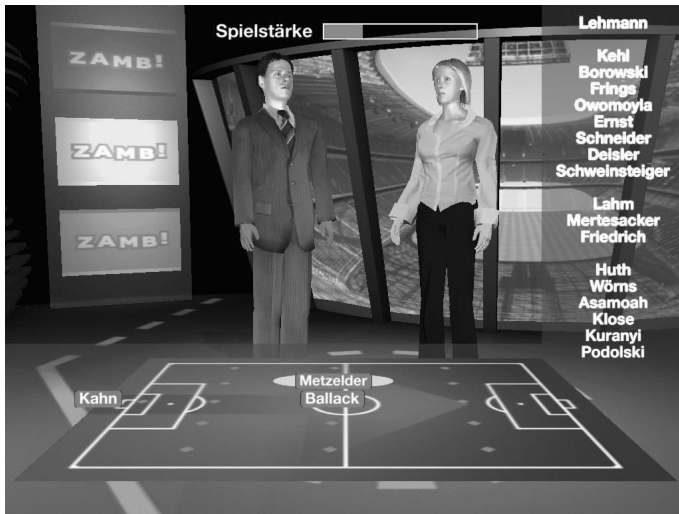 Spielstärke
ZAMB!
ZAMB!
ZAMB!
Lehmann
Kehl
Borowski
Frings
Owomoyla
Ernst
Schneider
Deisler
Schweinsteiger
Lahm
Mertesacker
Friedrich
Huth
Wörns
Asamoah
Klose
Kuranyi
Podolski
Metzelder
Kahn
Ballack